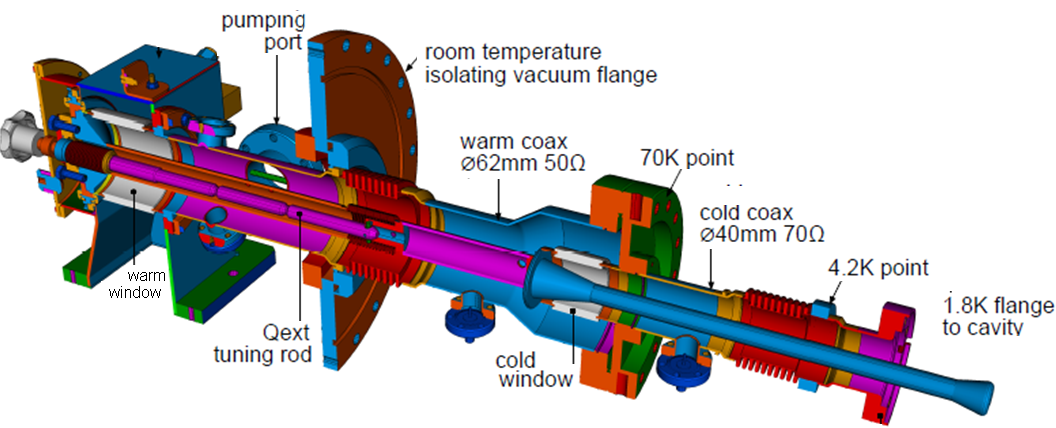 pumping
port
room temperature
isolating vacuum flange
warm coax
Ø62mm 50Ω
70K point
cold coax
Ø40mm 70Ω
4.2K point
1.8K flange
to cavity
warm
window
Qext
tuning rod
cold
window